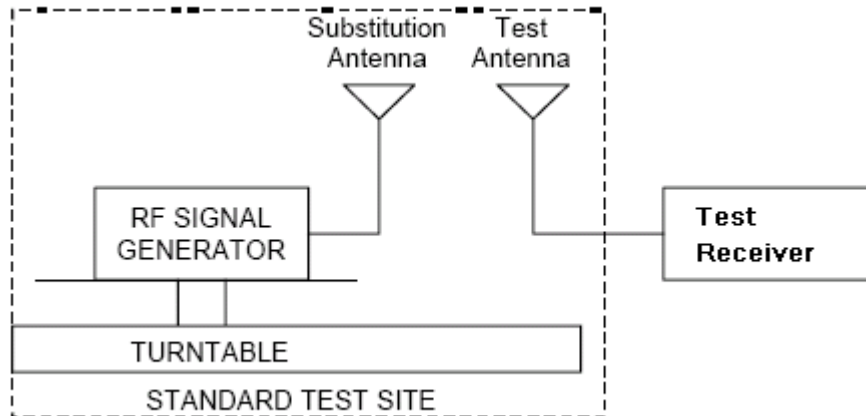 Substitution
Antenna
Test
Antenna
RF SIGNAL
GENERATOR
Test
Receiver
TURNTABLE
STANDARD TEST SITE